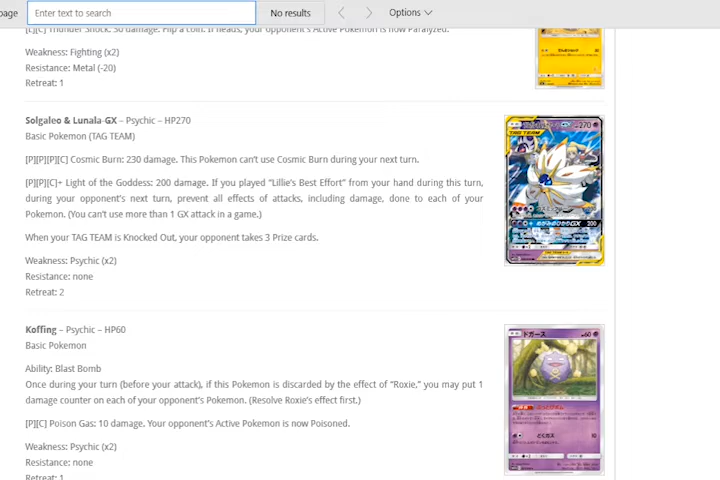 page Enter text to search No results Options
[L][C] Thunder Shock: 30 damage. Flip a coin. If heads, your opponent's Active Pokemon is now Paralyzed.
Weakness: Fighting (x2)
Resistance: Metal (-20)
Retreat: 1
Solgaleo & Lunala-GX – Psychic – HP270
Basic Pokemon (TAG TEAM)
[P][P][P][C] Cosmic Burn: 230 damage. This Pokemon can't use Cosmic Burn during your next turn.
[P][P][C]+ Light of the Goddess: 200 damage. If you played “Lillie's Best Effort” from your hand during this turn,
during your opponent's next turn, prevent all effects of attacks, including damage, done to each of your
Pokemon. (You can't use more than 1 GX attack in a game.)
When your TAG TEAM is Knocked Out, your opponent takes 3 Prize cards.
Weakness: Psychic (x2)
Resistance: none
Retreat: 2
TAG TEAM
270
200
Koffing – Psychic – HP60
Basic Pokemon
Ability: Blast Bomb
Once during your turn (before your attack), if this Pokemon is discarded by the effect of “Roxie,” you may put 1
damage counter on each of your opponent's Pokemon. (Resolve Roxie's effect first.)
[P][C] Poison Gas: 10 damage. Your opponent's Active Pokemon is now Poisoned.
Weakness: Psychic (x2)
Resistance: none
Retreat: 1
ドガース
60
どくガス 10